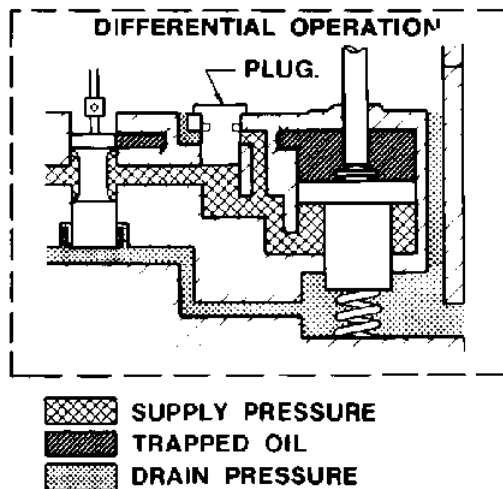 DIFFERENTIAL OPERATION
PLUG.
SUPPLY PRESSURE
TRAPPED OIL
DRAIN PRESSURE